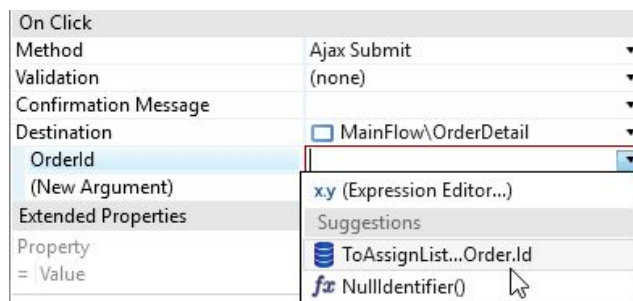 On Click
Method Ajax Submit
Validation (none)
Confirmation Message
Destination MainFlow\OrderDetail
OrderId
(New Argument)
x.y (Expression Editor...)
Extended Properties
Suggestions
Property
ToAssignList...Order.Id
= Value
fx NullIdentifier()